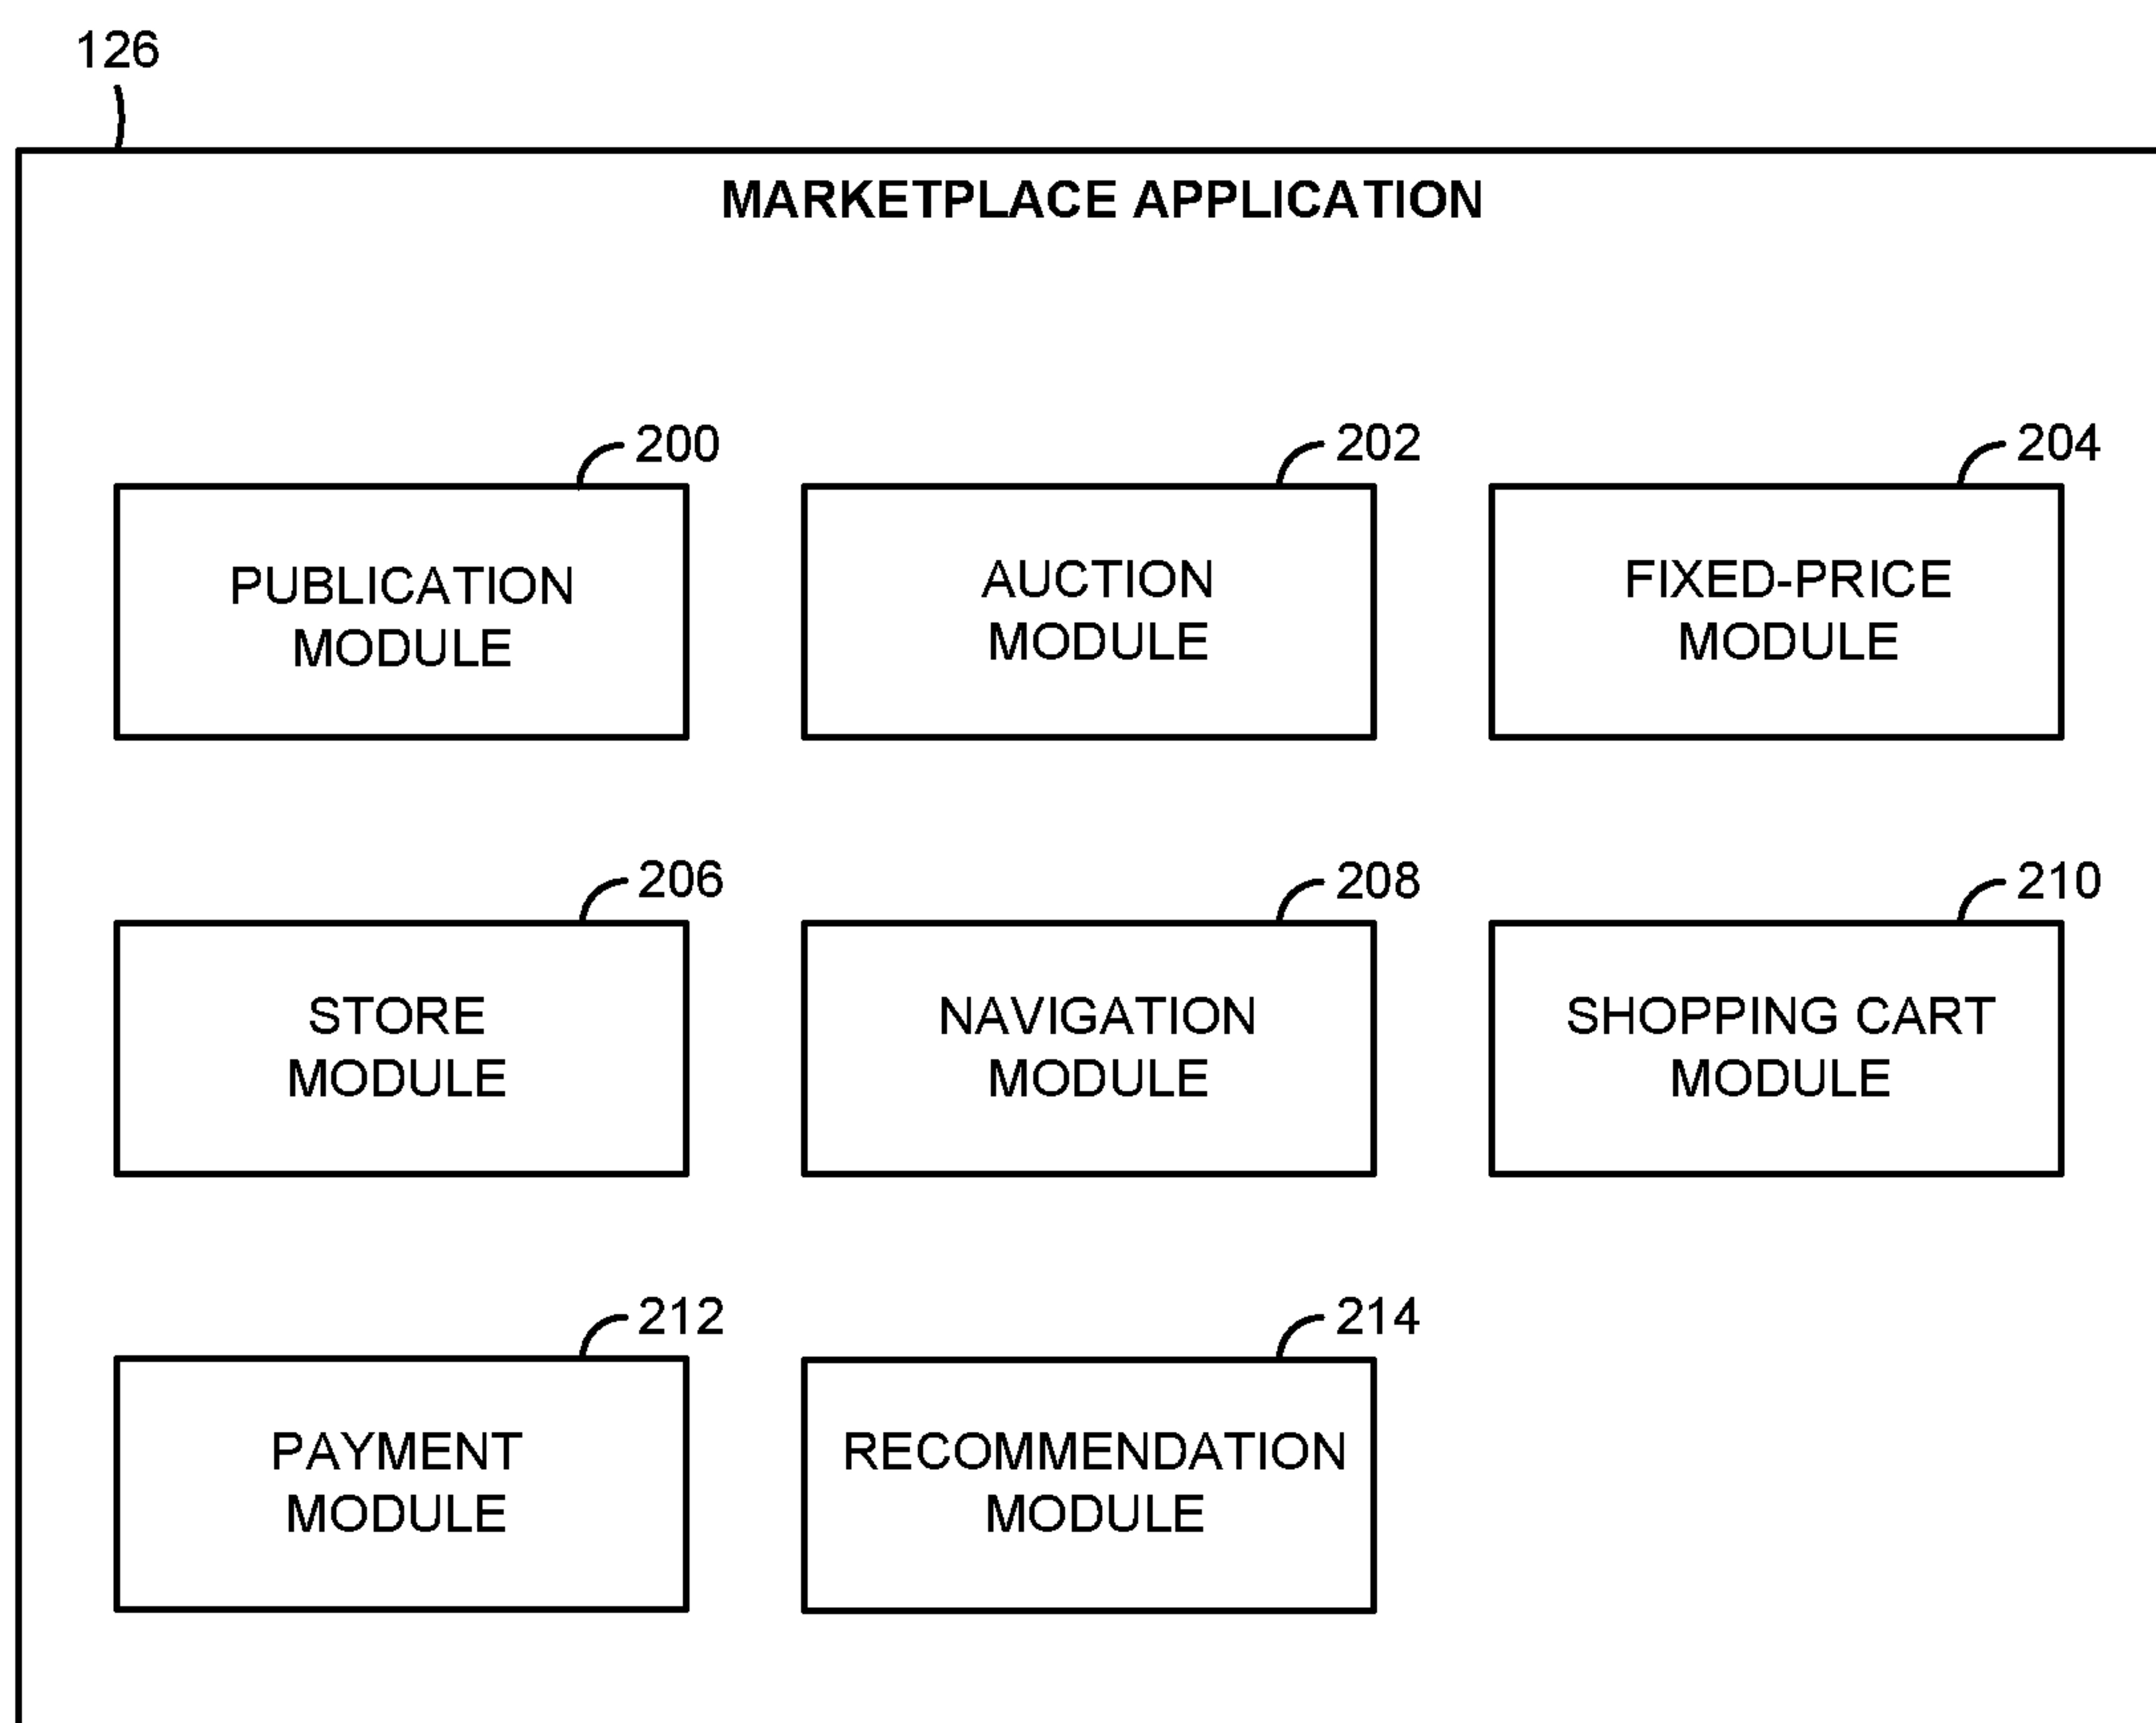 126
MARKETPLACE APPLICATION
200
202
204
PUBLICATION
MODULE
AUCTION
MODULE
FIXED-PRICE
MODULE
206
208
210
STORE
MODULE
NAVIGATION
MODULE
SHOPPING CART
MODULE
212
214
PAYMENT
MODULE
RECOMMENDATION
MODULE